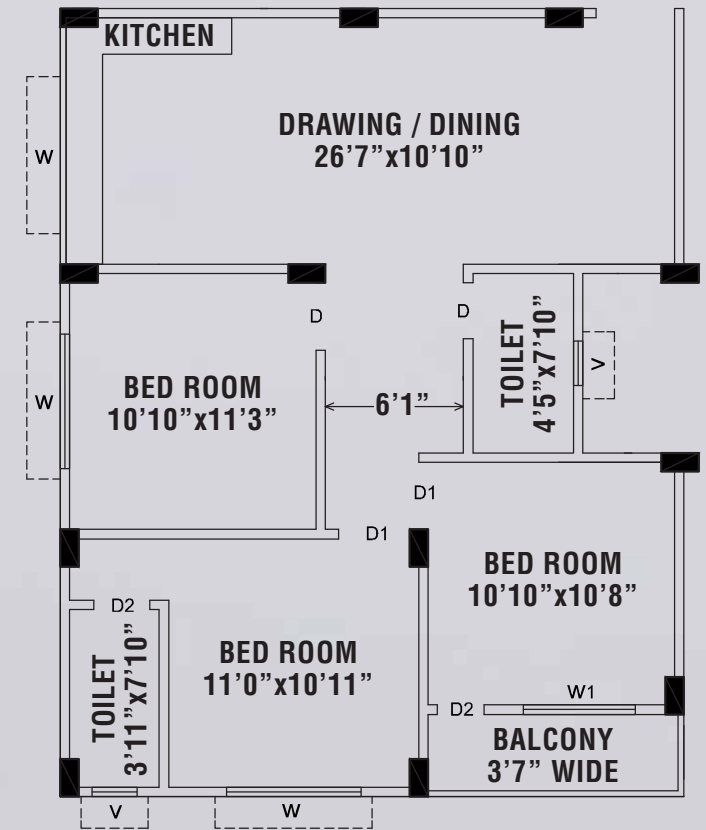 KITCHEN
DRAWING / DINING
26'7”x10'10”
W
D
D
TOILET
4'5”x7'10”
V
BED ROOM
10'10”x11'3”
W
6'1”
D1
D1
BED ROOM
10'10”x10'8”
D2
TOILET
3'11”x7'10”
BED ROOM
11'0”x10'11”
W1
D2
BALCONY
3'7” WIDE
V
W